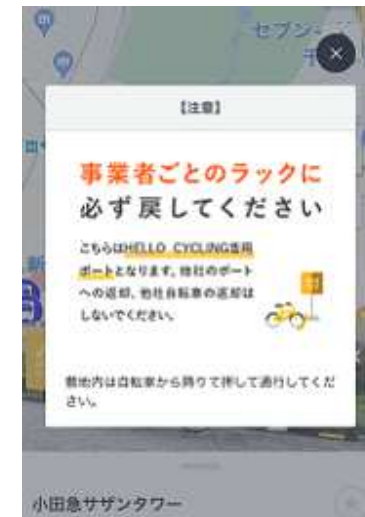 セブン
【注意】
事業者ごとのラックに
必ず戻してください
こちらはHELLO CYCLING専用
ポートとなります。他社のポート
への返却、他社自転車の返却は
しないでください。
敷地内は自転車から降りて押して通行してくだ
さい。
小田急サザンタワー